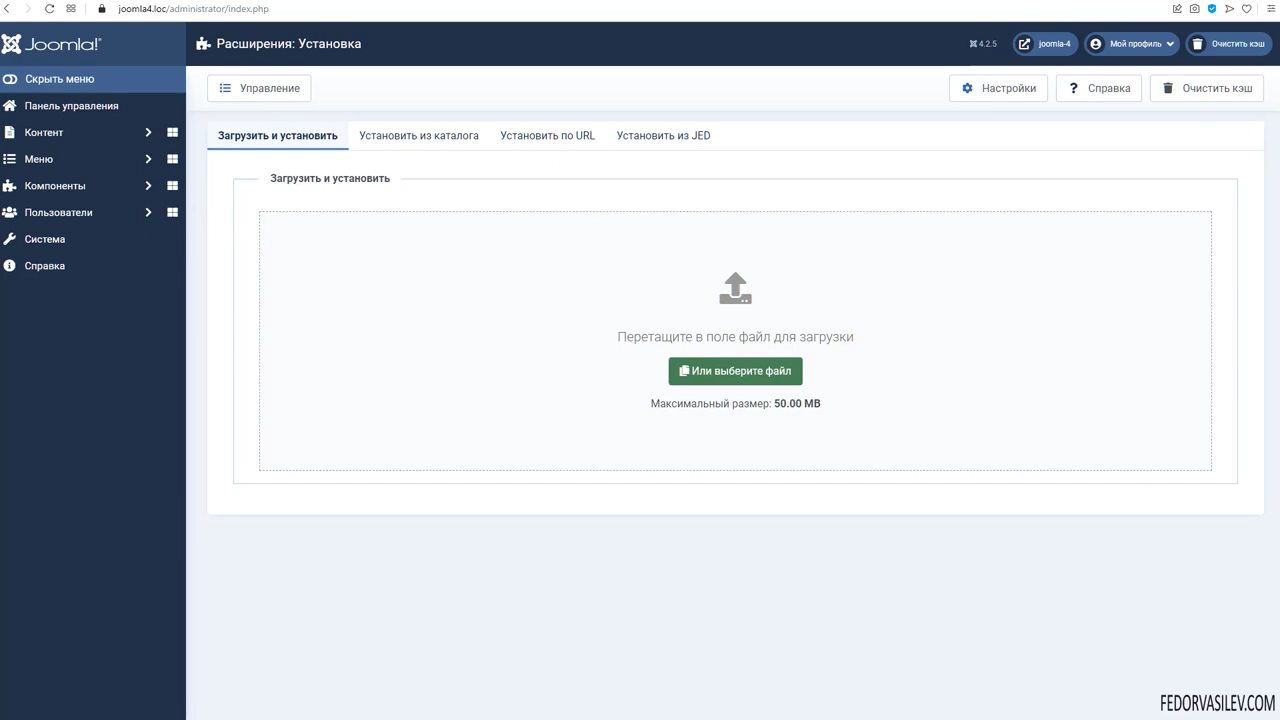 joomla4.loc/administrator/index.php
Joomla!
Расширения: Установка
4.2.5
joomla-4
Мой профиль
Очистить кэш
Скрыть меню
Панель управления
Контент
Меню
Компоненты
Пользователи
Система
Справка
Управление
Настройки
? Справка
Очистить кэш
Загрузить и установить
Установить из каталога
Установить по URL
Установить из JED
Загрузить и установить
Перетащите в поле файл для загрузки
Или выберите файл
Максимальный размер: 50.00 MB
FEDORVASILEV.COM